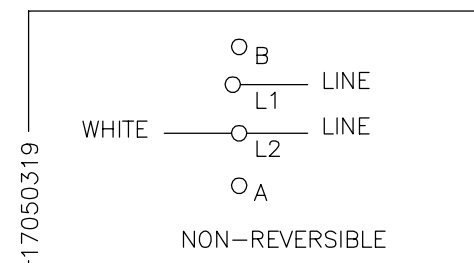 B
L1 LINE
WHITE L2 LINE
A
NON-REVERSIBLE
-17050319